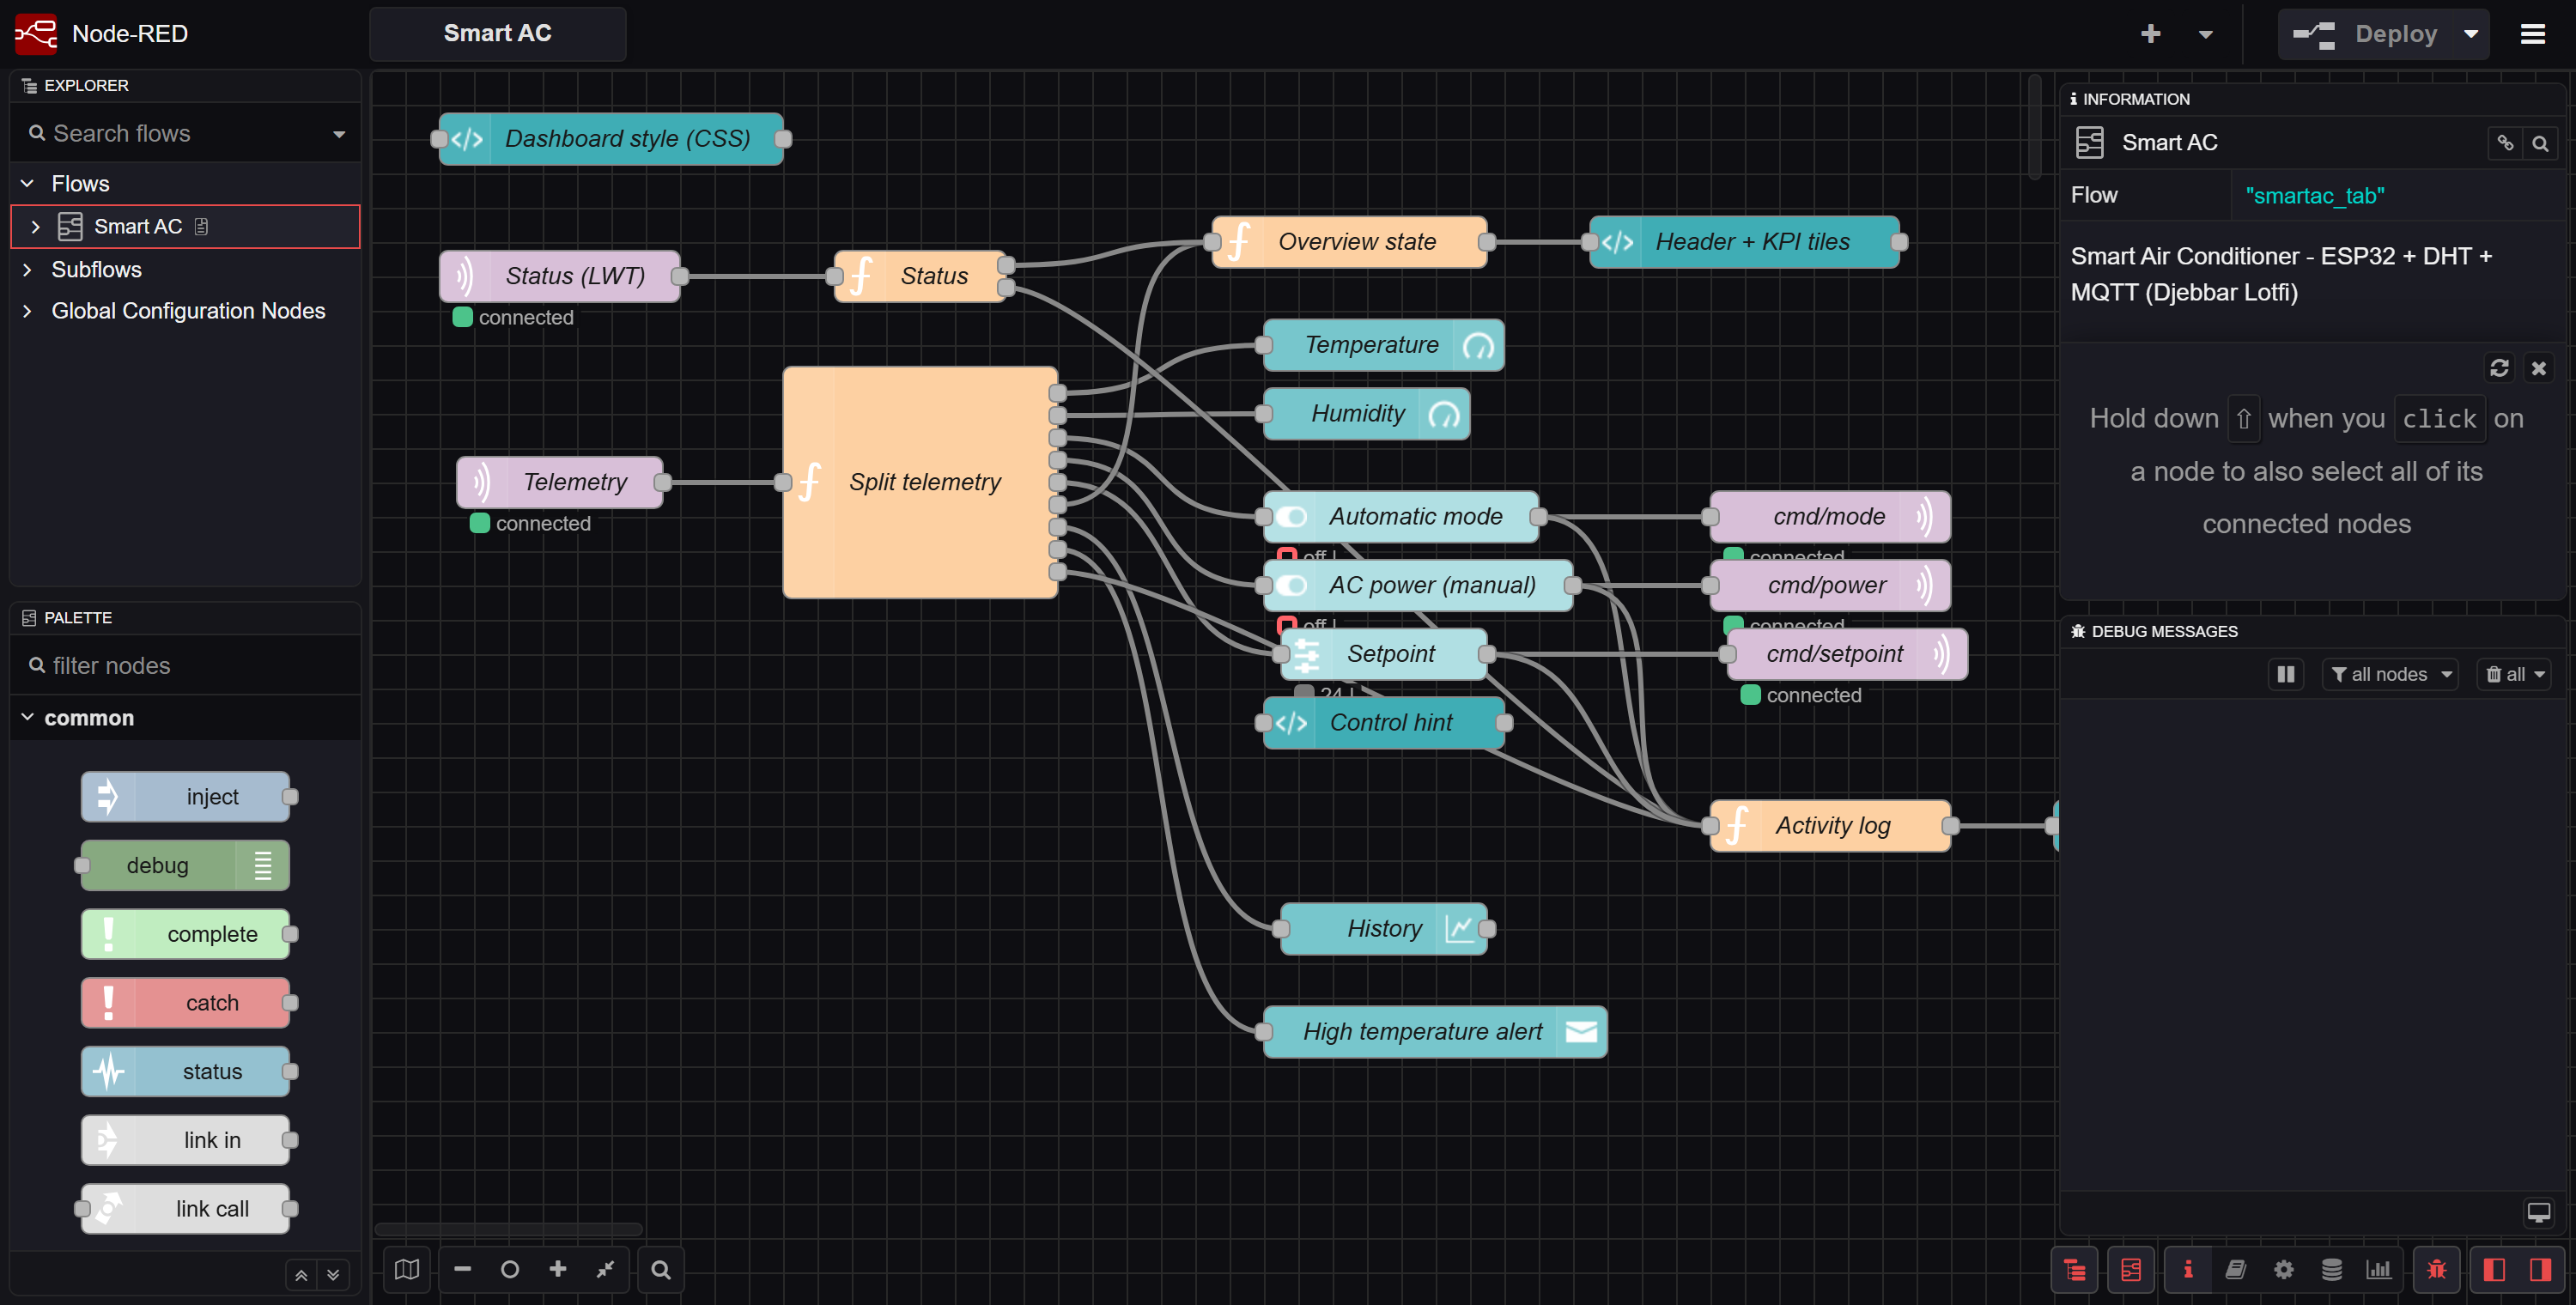 Node-RED
Smart AC
Deploy
EXPLORER
Search flows
Flows
Smart AC
Subflows
Global Configuration Nodes
PALETTE
filter nodes
common
inject
debug
complete
catch
status
link in
link call
Dashboard style (CSS)
Status (LWT)
connected
Status
Overview state
Header + KPI tiles
Temperature
Humidity
Telemetry
connected
Split telemetry
Automatic mode
off
cmd/mode
connected
AC power (manual)
off
cmd/power
connected
Setpoint
24
cmd/setpoint
connected
Control hint
Activity log
History
High temperature alert
INFORMATION
Smart AC
Flow "smartac_tab"
Smart Air Conditioner - ESP32 + DHT +
MQTT (Djebbar Lotfi)
Hold down ⇧ when you click on
a node to also select all of its
connected nodes
DEBUG MESSAGES
all nodes
all